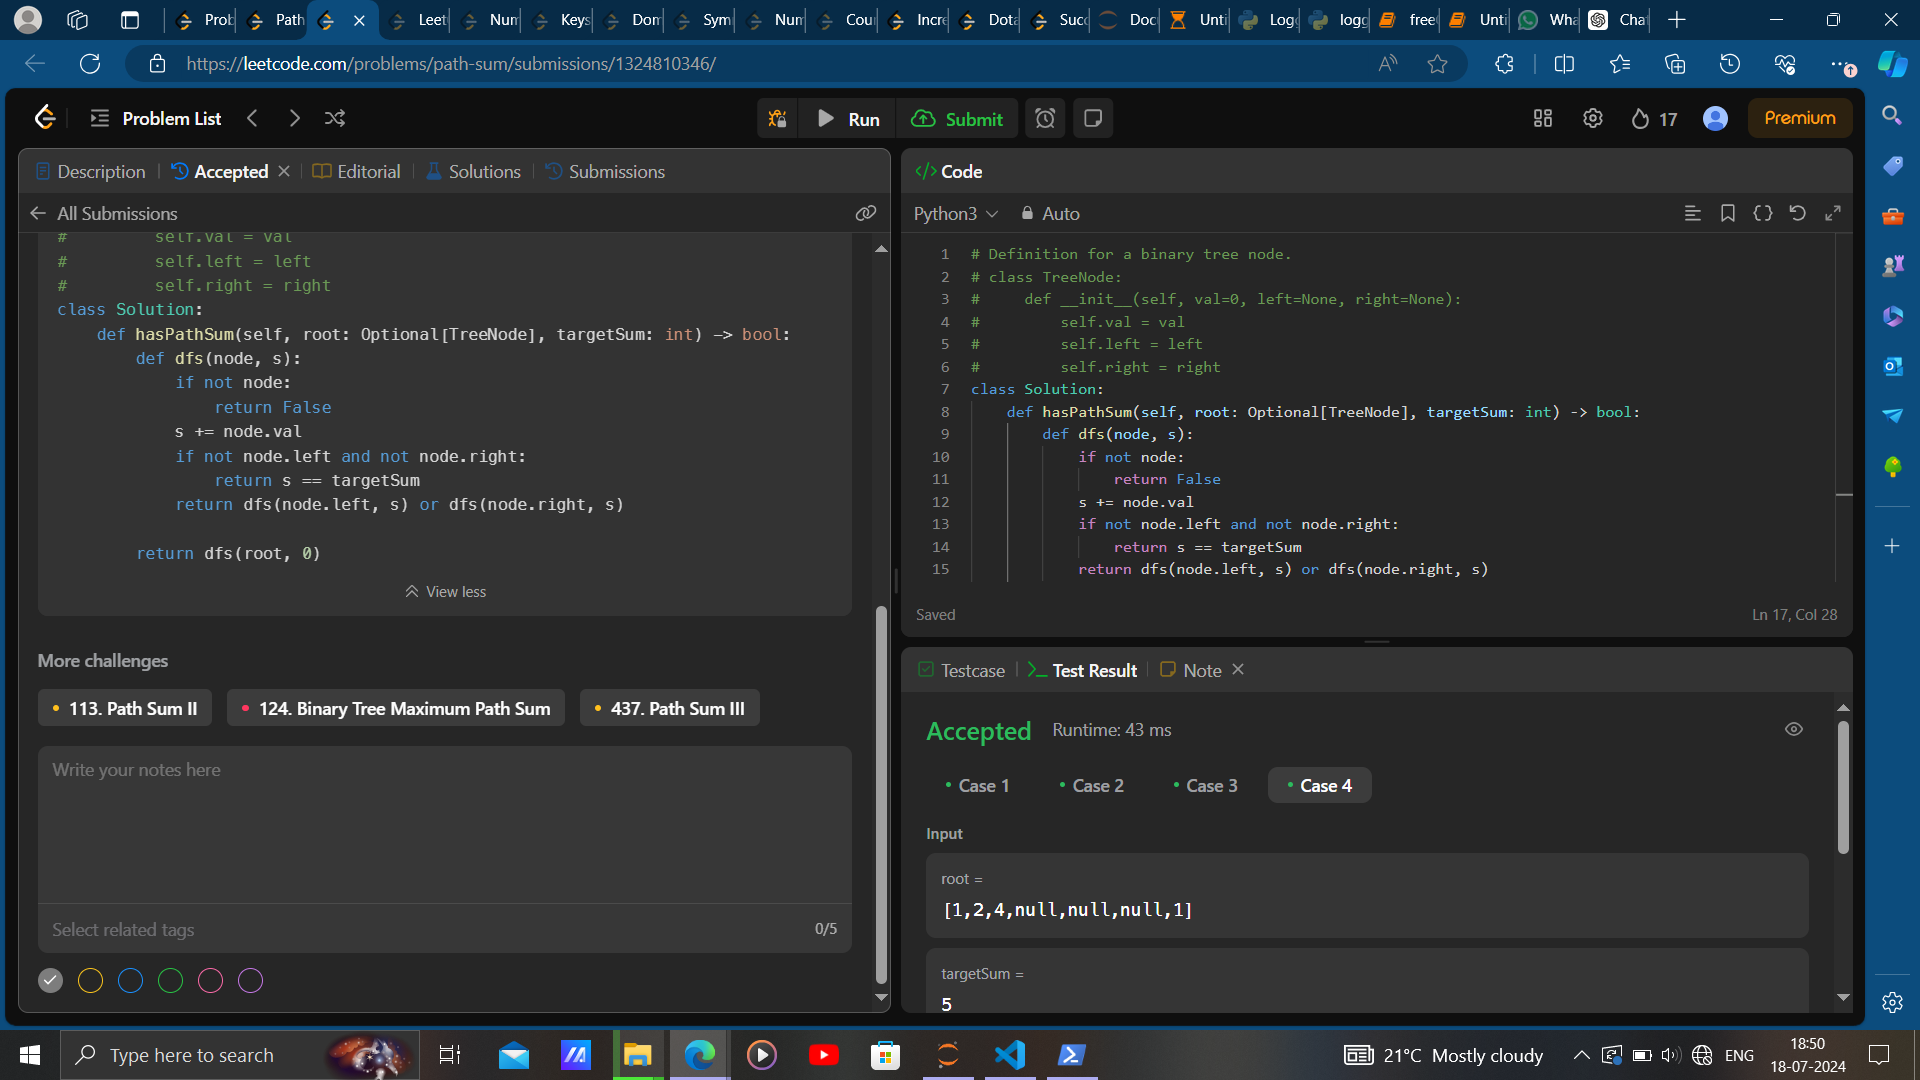 Prob
Path
Leet
Num
Keys
Dom
Sym
Num
Cour
Incre
Dota
Succ
Docu
Unti
Logg
logg
free
Unti
Wha
Chat
https://leetcode.com/problems/path-sum/submissions/1324810346/
Problem List
Run
Submit
17
Premium
Description
Accepted
Editorial
Solutions
Submissions
All Submissions
#         self.val = val
#         self.left = left
#         self.right = right
class Solution:
    def hasPathSum(self, root: Optional[TreeNode], targetSum: int) -> bool:
        def dfs(node, s):
            if not node:
                return False
            s += node.val
            if not node.left and not node.right:
                return s == targetSum
            return dfs(node.left, s) or dfs(node.right, s)
        return dfs(root, 0)
View less
More challenges
113. Path Sum II
124. Binary Tree Maximum Path Sum
437. Path Sum III
Write your notes here
Select related tags
0/5
Code
Python3
Auto
1 # Definition for a binary tree node.
2 # class TreeNode:
3 #     def __init__(self, val=0, left=None, right=None):
4 #         self.val = val
5 #         self.left = left
6 #         self.right = right
7 class Solution:
8     def hasPathSum(self, root: Optional[TreeNode], targetSum: int) -> bool:
9         def dfs(node, s):
10             if not node:
11                 return False
12             s += node.val
13             if not node.left and not node.right:
14                 return s == targetSum
15             return dfs(node.left, s) or dfs(node.right, s)
Saved
Ln 17, Col 28
Testcase
Test Result
Note
Accepted
Runtime: 43 ms
Case 1
Case 2
Case 3
Case 4
Input
root =
[1,2,4,null,null,null,1]
targetSum =
5
Type here to search
21°C Mostly cloudy
ENG
18:50
18-07-2024